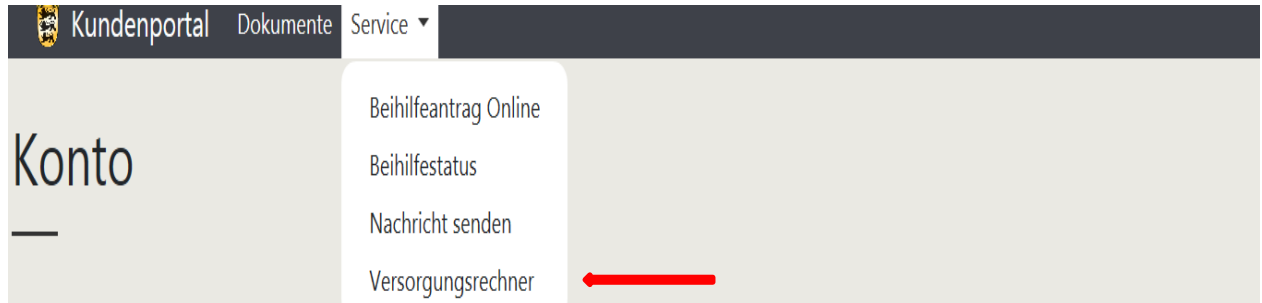 Kundenportal Dokumente Service
Beihilfeantrag Online
Konto
Beihilfestatus
Nachricht senden
Versorgungsrechner